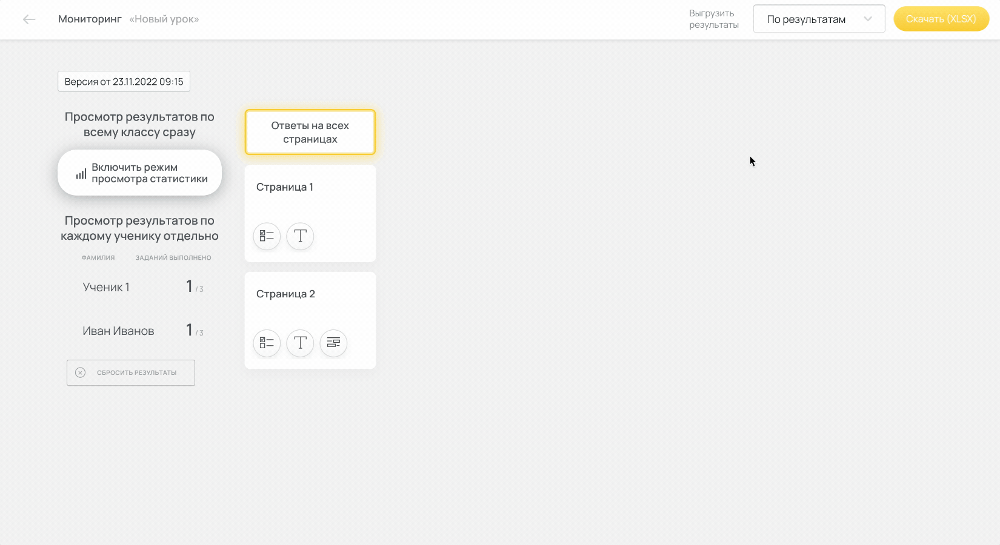 Мониторинг «Новый урок»
Выгрузить
результаты
По результатам
Скачать (XLSX)
Версия от 23.11.2022 09:15
Просмотр результатов по
всему классу сразу
Включить режим
просмотра статистики
Просмотр результатов по
каждому ученику отдельно
ФАМИЛИЯ ЗАДАНИЙ ВЫПОЛНЕНО
Ученик 1 1 / 3
Иван Иванов 1 / 3
СБРОСИТЬ РЕЗУЛЬТАТЫ
Ответы на всех
страницах
Страница 1
Страница 2